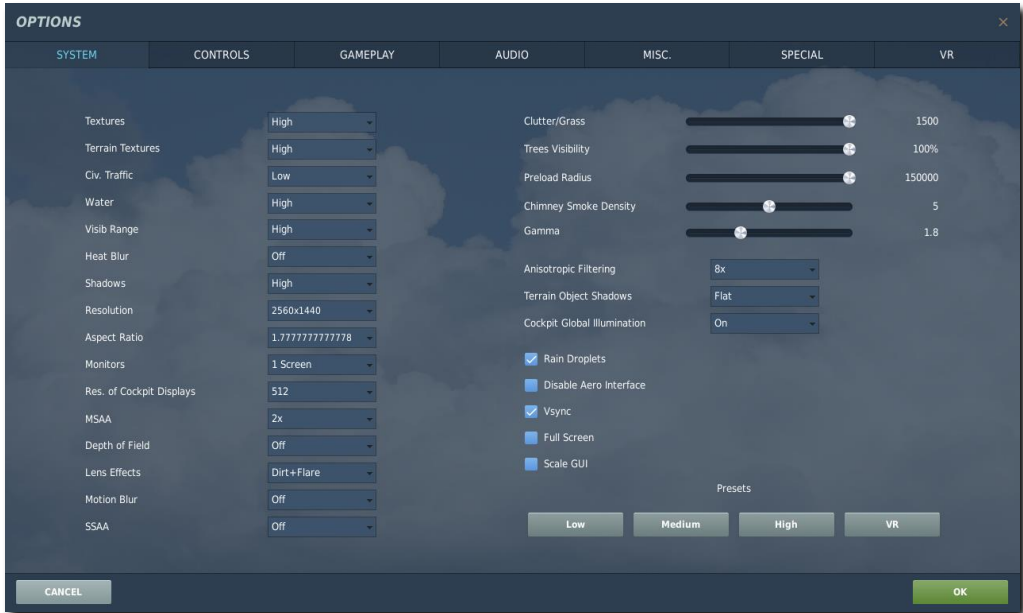 OPTIONS
SYSTEM CONTROLS GAMEPLAY AUDIO MISC. SPECIAL VR
Textures High
Terrain Textures High
Civ. Traffic Low
Water High
Visib Range High
Heat Blur Off
Shadows High
Resolution 2560x1440
Aspect Ratio 1.7777777777778
Monitors 1 Screen
Res. of Cockpit Displays 512
MSAA 2x
Depth of Field Off
Lens Effects Dirt+Flare
Motion Blur Off
SSAA Off
Clutter/Grass 1500
Trees Visibility 100%
Preload Radius 150000
Chimney Smoke Density 5
Gamma 1.8
Anisotropic Filtering 8x
Terrain Object Shadows Flat
Cockpit Global Illumination On
Rain Droplets
Disable Aero Interface
Vsync
Full Screen
Scale GUI
Presets
Low Medium High VR
CANCEL OK